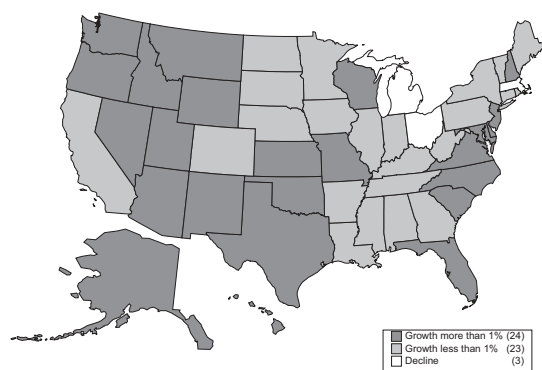 Growth more than 1% (24)
Growth less than 1% (23)
Decline (3)